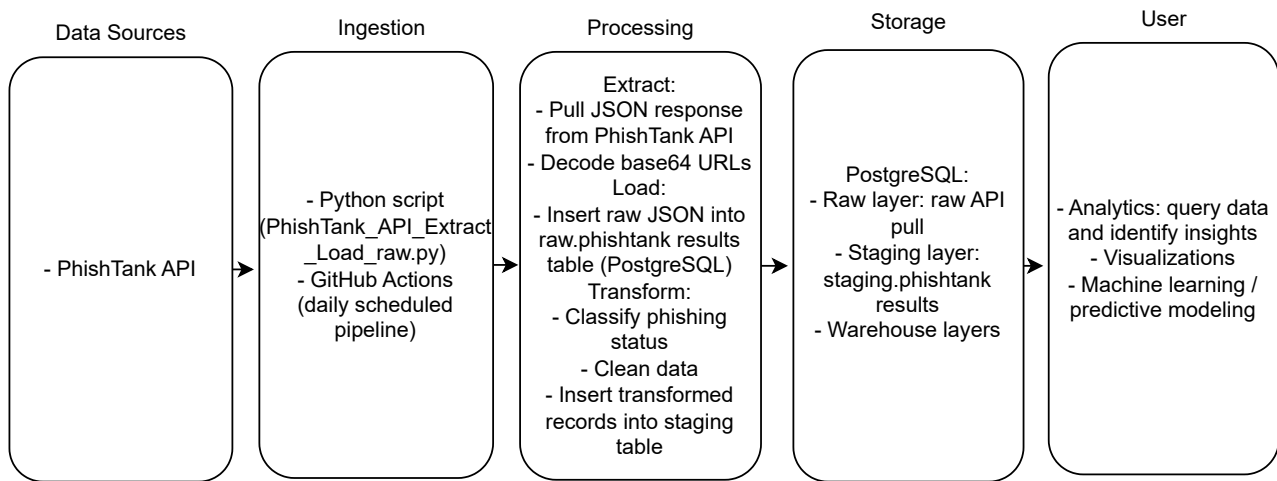 Data Sources
- PhishTank API
Ingestion
- Python script
(PhishTank_API_Extract
_Load_raw.py)
- GitHub Actions
(daily scheduled
pipeline)
Processing
Extract:
- Pull JSON response
from PhishTank API
- Decode base64 URLs
Load:
- Insert raw JSON into
raw.phishtank results
table (PostgreSQL)
Transform:
- Classify phishing
status
- Clean data
- Insert transformed
records into staging
table
Storage
PostgreSQL:
- Raw layer: raw API
pull
- Staging layer:
staging.phishtank
results
- Warehouse layers
User
- Analytics: query data
and identify insights
- Visualizations
- Machine learning /
predictive modeling